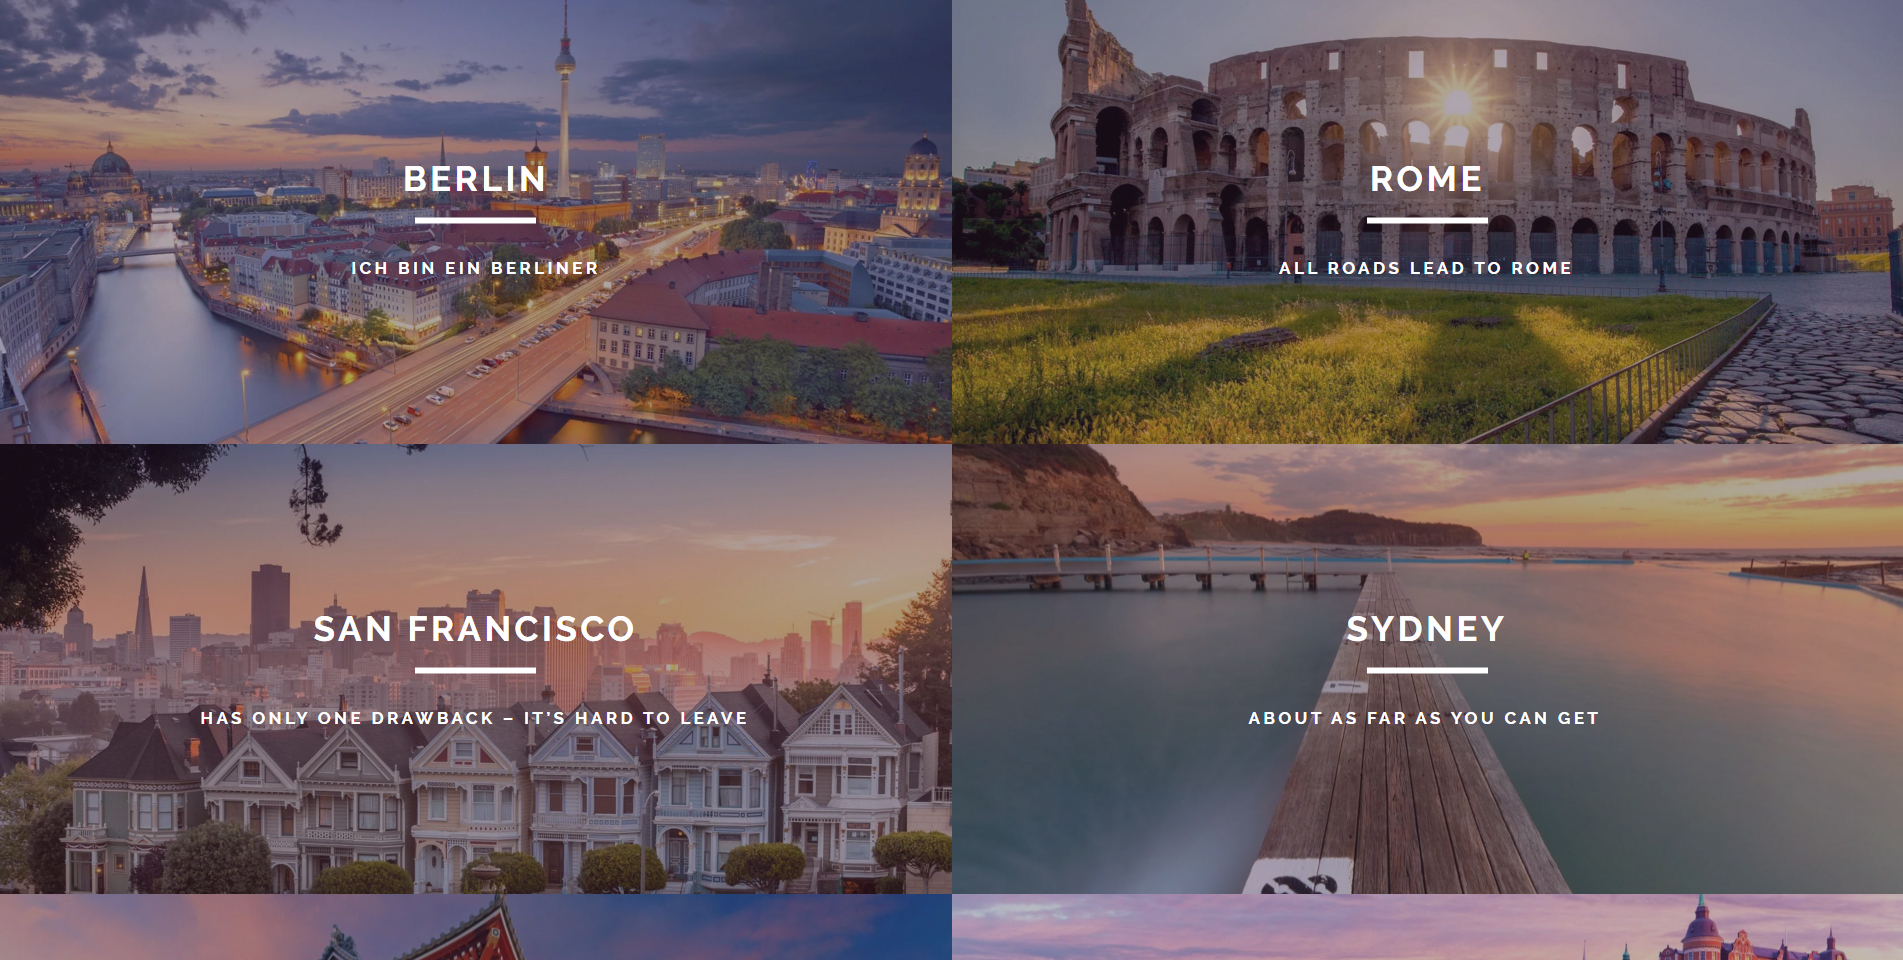 BERLIN
ICH BIN EIN BERLINER
ROME
ALL ROADS LEAD TO ROME
SAN FRANCISCO
HAS ONLY ONE DRAWBACK – IT'S HARD TO LEAVE
SYDNEY
ABOUT AS FAR AS YOU CAN GET